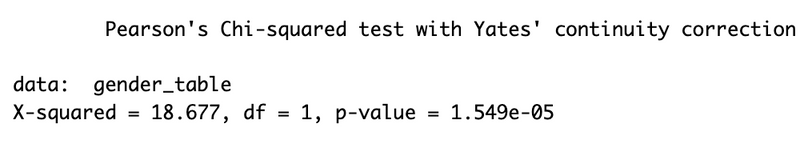 Pearson's Chi-squared test with Yates' continuity correction
data:  gender_table
X-squared = 18.677, df = 1, p-value = 1.549e-05